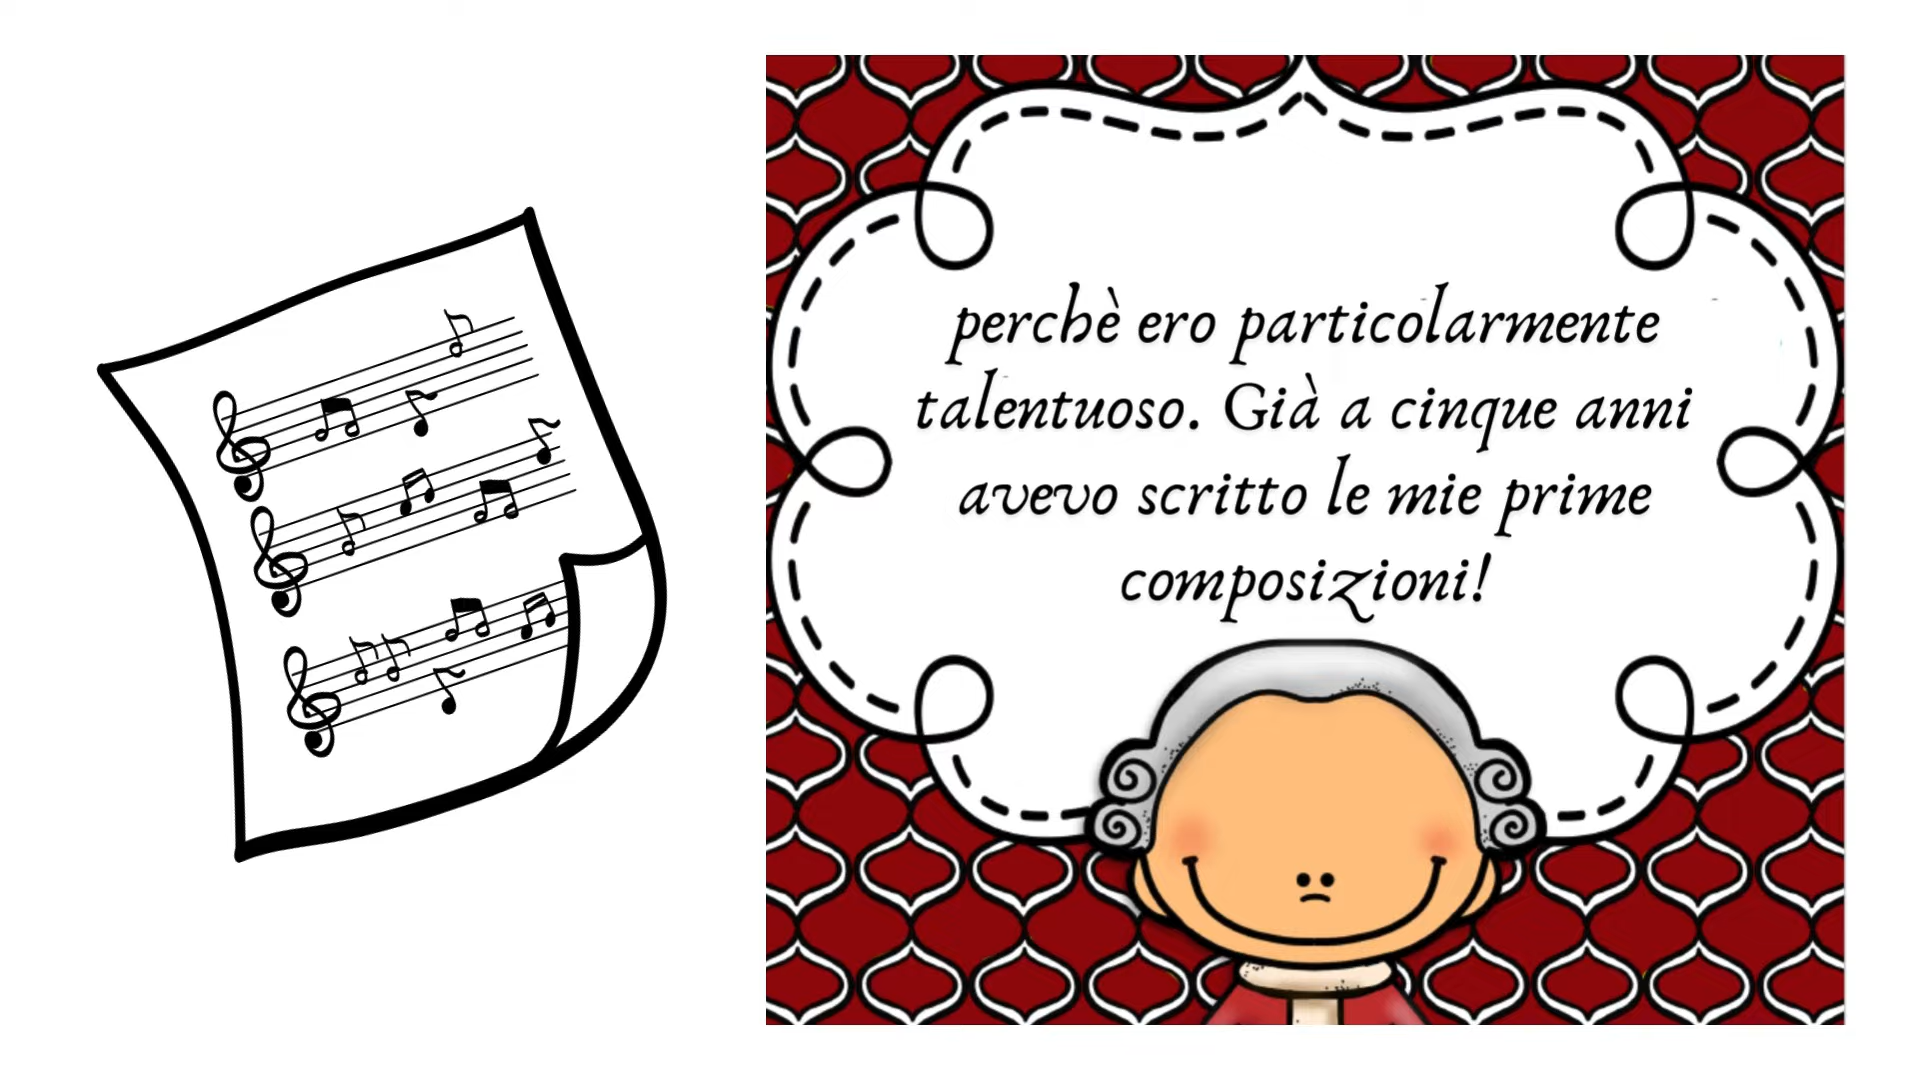 perchè ero particolarmente
talentuoso. Già a cinque anni
avevo scritto le mie prime
composizioni!